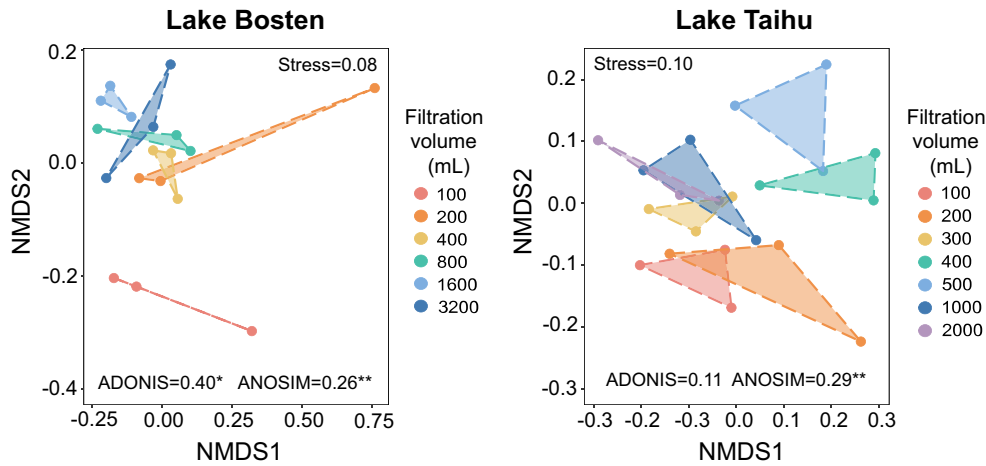 Lake Bosten
Stress=0.08
NMDS2
0.2
0.0
-0.2
-0.4
ADONIS=0.40* ANOSIM=0.26**
-0.25 0.00 0.25 0.50 0.75
NMDS1
Filtration
volume
(mL)
100
200
400
800
1600
3200
Lake Taihu
Stress=0.10
NMDS2
0.2
0.1
0.0
-0.1
-0.2
-0.3
ADONIS=0.11 ANOSIM=0.29**
-0.3 -0.3 -0.2 -0.1 0.0 0.1 0.2 0.3
NMDS1
Filtration
volume
(mL)
100
200
300
400
500
1000
2000